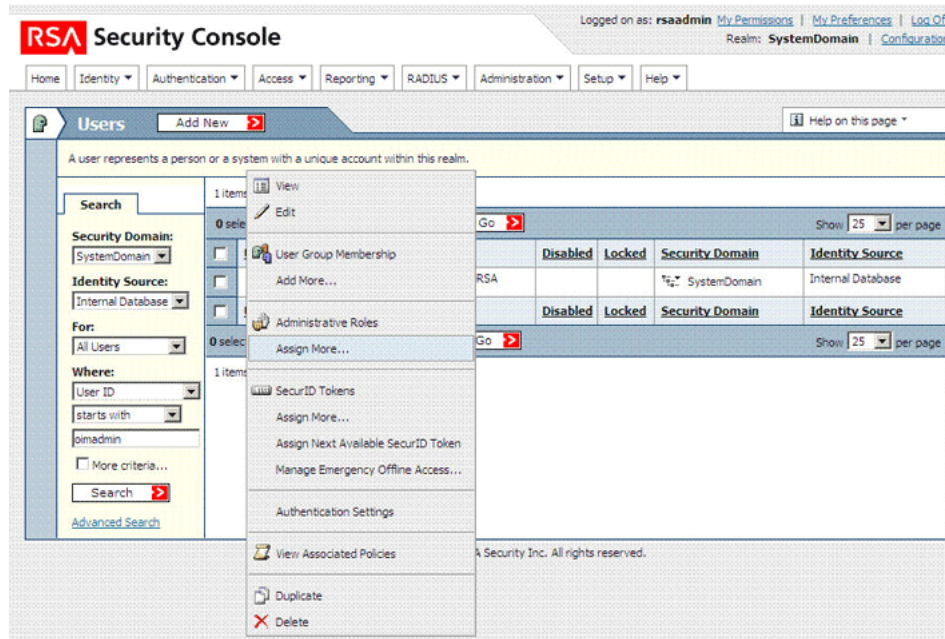 Logged on as: rsaadmin My Permissions | My Preferences | Log Of
RSA Security Console
Realm: SystemDomain | Configuration
Home Identity Authentication Access Reporting RADIUS Administration Setup Help
Users Add New Help on this page
A user represents a person or a system with a unique account within this realm.
Search
Security Domain:
SystemDomain
Identity Source:
Internal Database
For:
All Users
Where:
User ID
starts with
oimadmin
More criteria...
Search
Advanced Search
1 items
0 sele
Go
Show 25 per page
Disabled Locked Security Domain Identity Source
RSA SystemDomain Internal Database
Disabled Locked Security Domain Identity Source
0 selec
Go
Show 25 per page
1 items
View
Edit
User Group Membership
Add More...
Administrative Roles
Assign More...
SecurID Tokens
Assign More...
Assign Next Available SecurID Token
Manage Emergency Offline Access...
Authentication Settings
View Associated Policies
Duplicate
Delete
A Security Inc. All rights reserved.